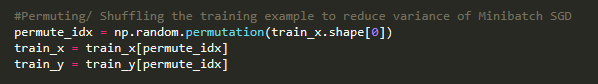 #Permuting/ Shuffling the training example to reduce variance of Minibatch SGD
permute_idx = np.random.permutation(train_x.shape[0])
train_x = train_x[permute_idx]
train_y = train_y[permute_idx]